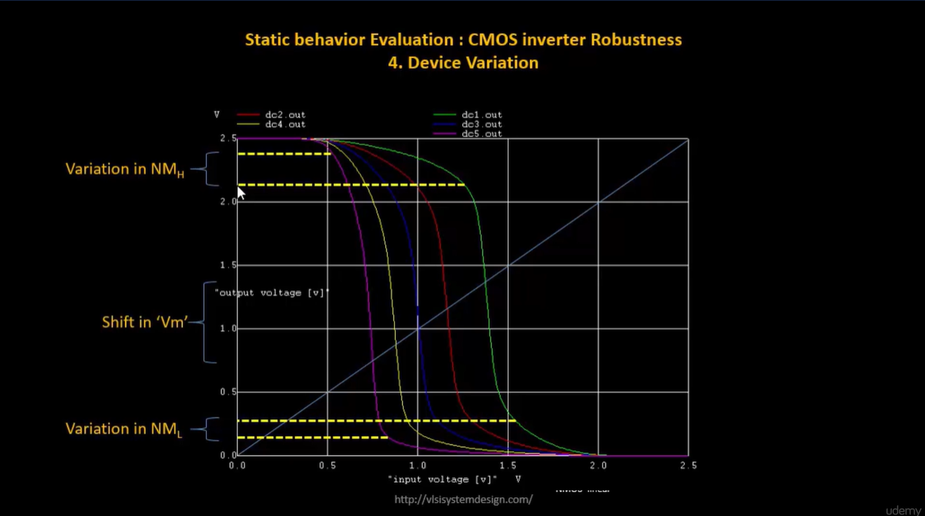 Static behavior Evaluation : CMOS inverter Robustness
4. Device Variation
V
dc2.out
dc1.out
dc4.out
dc3.out
dc5.out
2.5
Variation in NMH
2.0
1.5
"output voltage [v]"
Shift in ‘Vm’
1.0
0.5
Variation in NML
0.0
0.0 0.5 1.0 1.5 2.0 2.5
"input voltage [v]" V
NMOS linear
http://vlsisystemdesign.com/
udemy